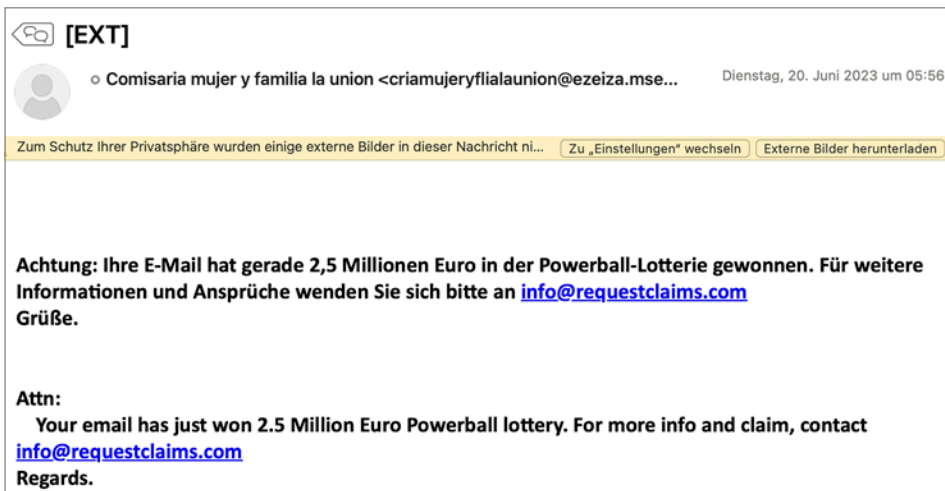 [EXT]
Comisaria mujer y familia la union <criamujeryflialaunion@ezeiza.mse...
Dienstag, 20. Juni 2023 um 05:56
Zum Schutz Ihrer Privatsphäre wurden einige externe Bilder in dieser Nachricht ni...
Zu „Einstellungen“ wechseln
Externe Bilder herunterladen
Achtung: Ihre E-Mail hat gerade 2,5 Millionen Euro in der Powerball-Lotterie gewonnen. Für weitere
Informationen und Ansprüche wenden Sie sich bitte an info@requestclaims.com
Grüße.
Attn:
Your email has just won 2.5 Million Euro Powerball lottery. For more info and claim, contact
info@requestclaims.com
Regards.